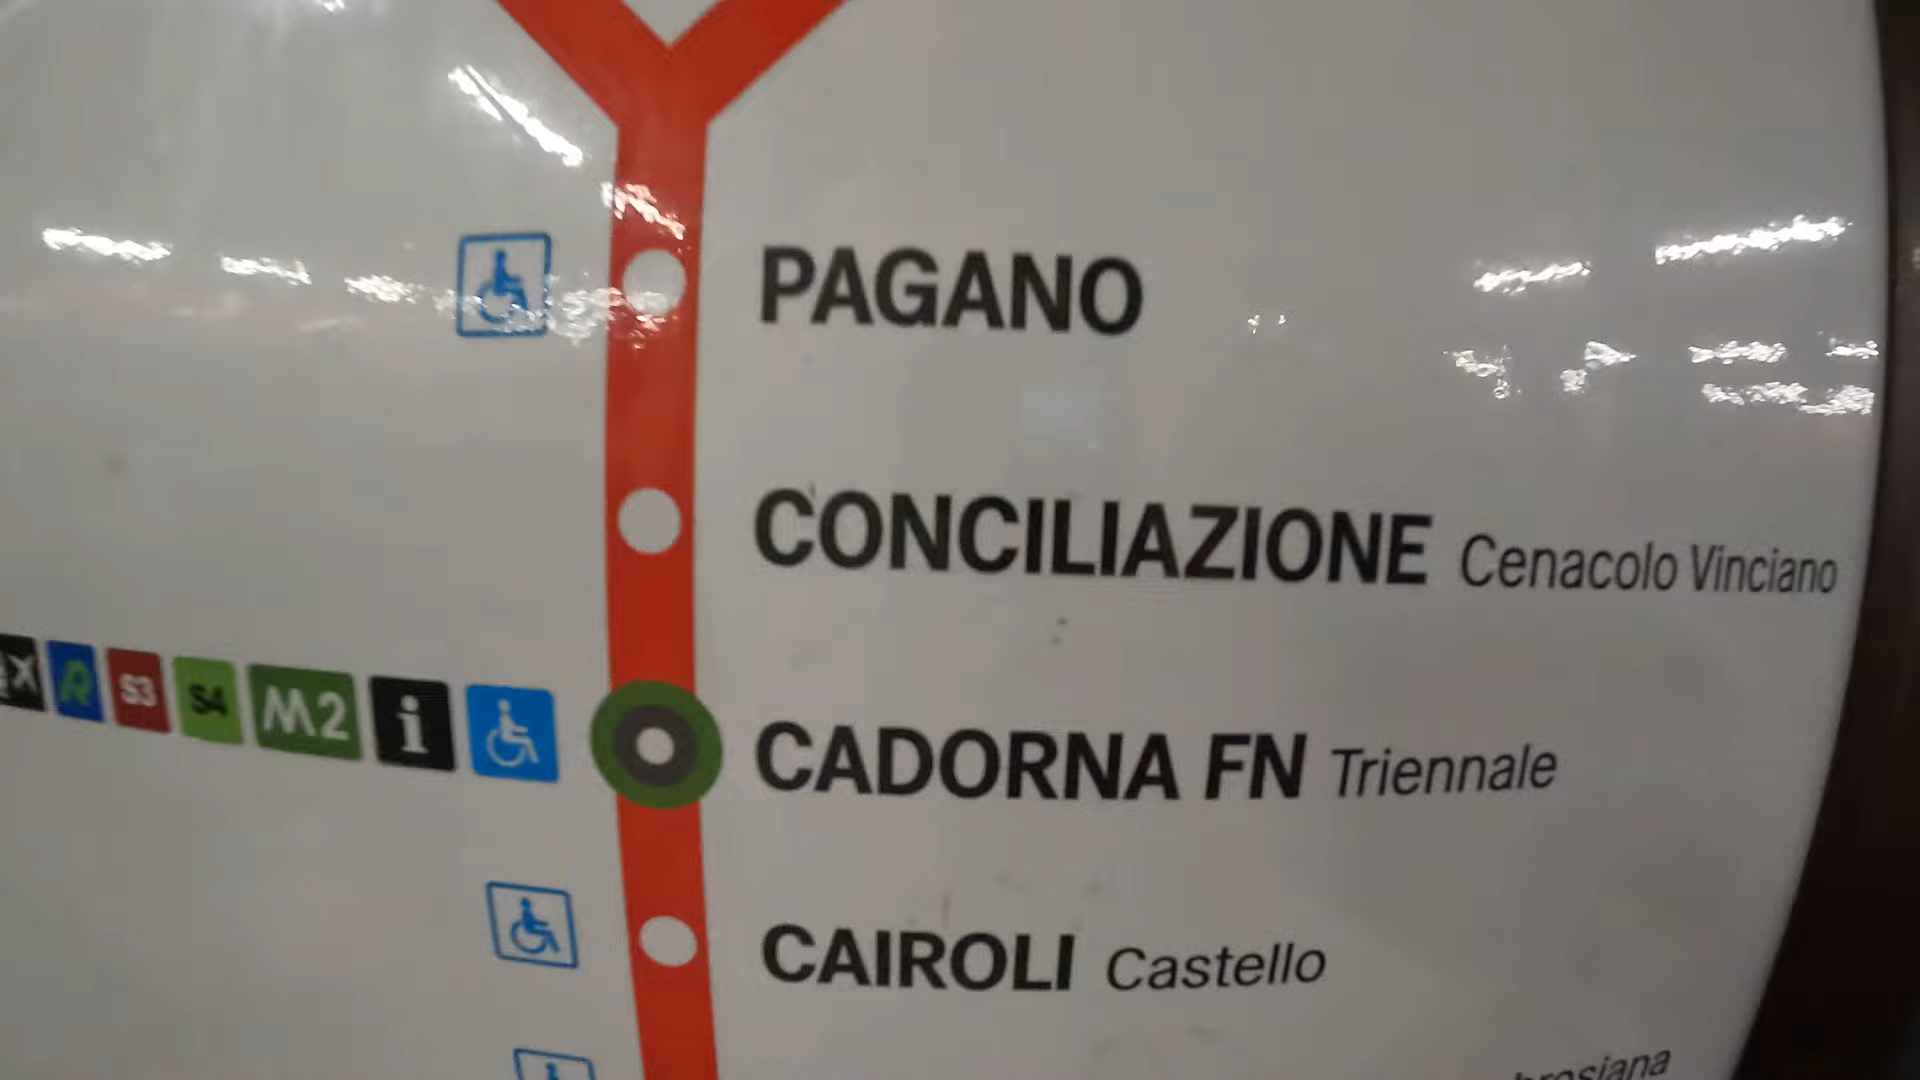 PAGANO
CONCILIAZIONE Cenacolo Vinciano
R S3 S4 M2 i
CADORNA FN Triennale
CAIROLI Castello